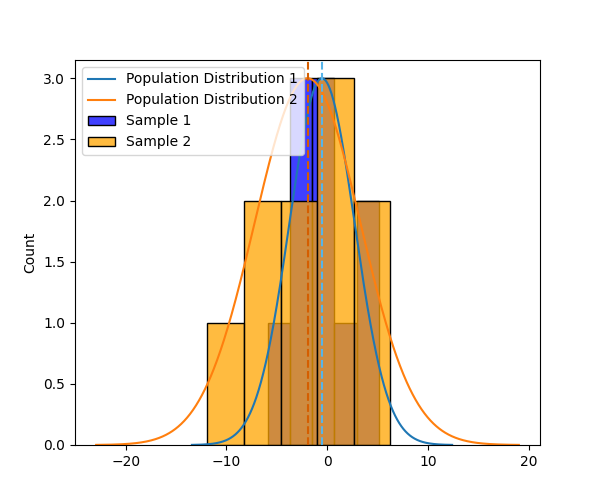 Population Distribution 1
Population Distribution 2
Sample 1
Sample 2
Count
3.0
2.5
2.0
1.5
1.0
0.5
0.0
−20 −10 0 10 20